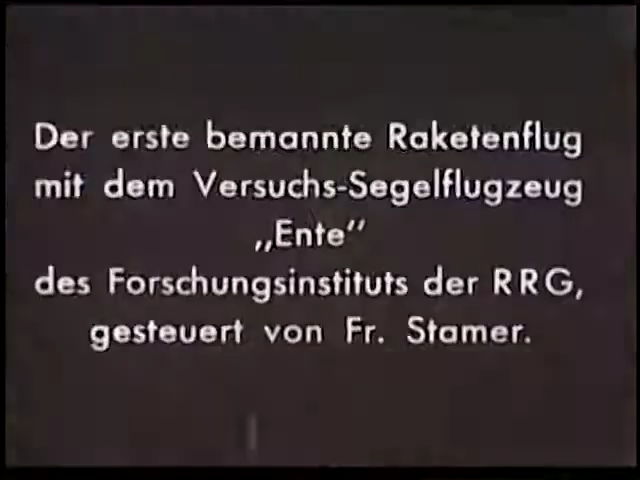 Der erste bemannte Raketenflug
mit dem Versuchs-Segelflugzeug
„Ente"
des Forschungsinstituts der RRG,
gesteuert von Fr. Stamer.